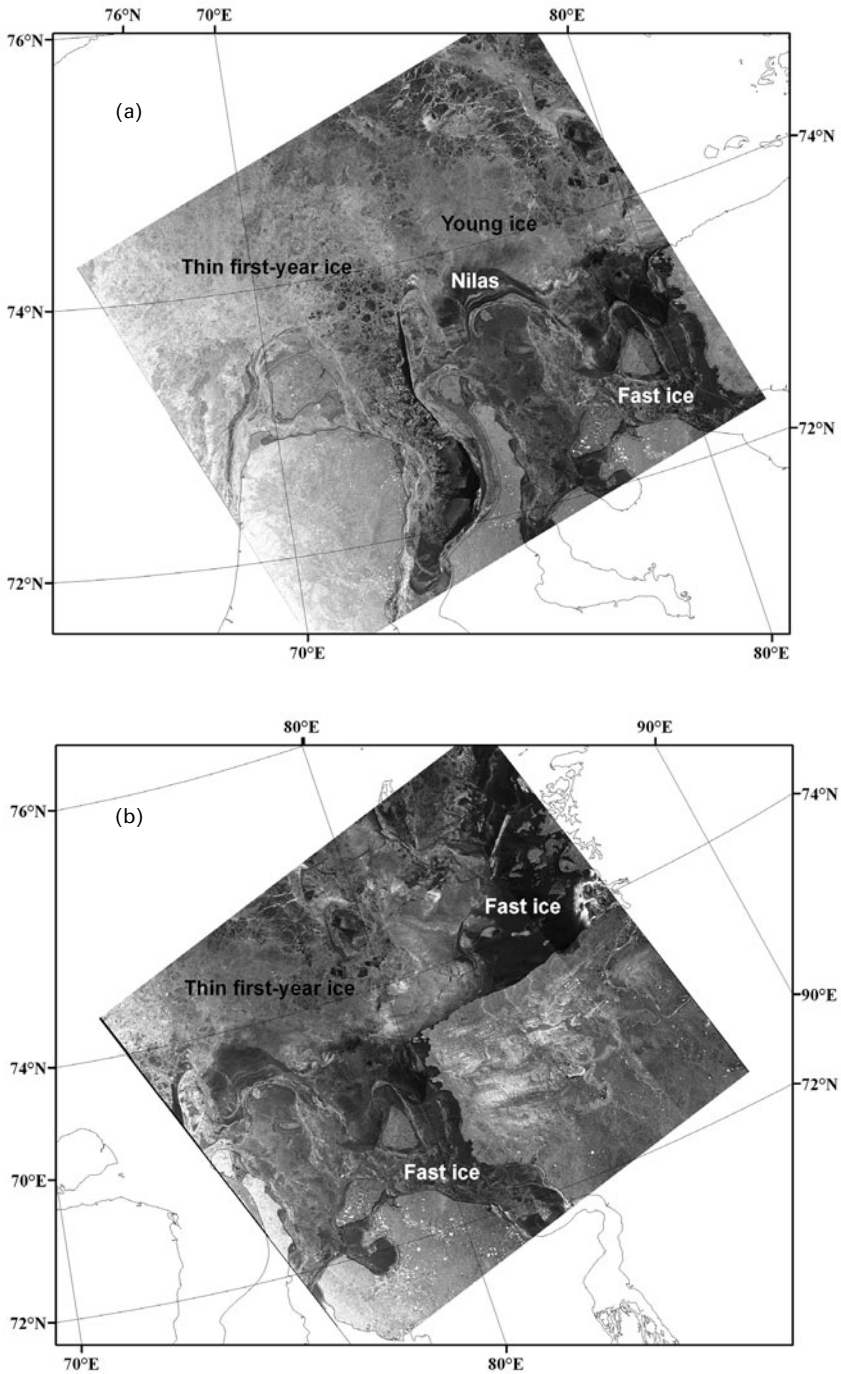 76°N 70°E 80°E
76°N
(a)
74°N
Young ice
Thin first-year ice
Nilas
74°N
Fast ice
72°N
72°N
70°E 80°E
80°E 90°E
76°N
74°N
(b)
Fast ice
Thin first-year ice
90°E
74°N
72°N
70°N
Fast ice
72°N
70°E 80°E